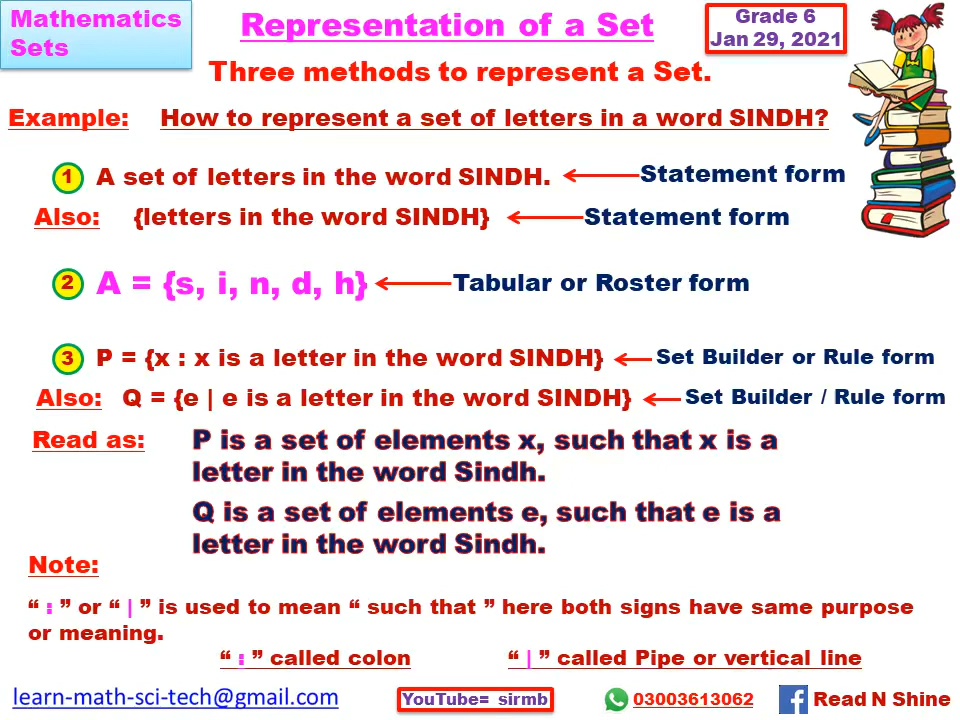 Mathematics
Sets
Representation of a Set
Grade 6
Jan 29, 2021
Three methods to represent a Set.
Example: How to represent a set of letters in a word SINDH?
1 A set of letters in the word SINDH. Statement form
Also: {letters in the word SINDH} Statement form
2 A = {s, i, n, d, h} Tabular or Roster form
3 P = {x : x is a letter in the word SINDH} Set Builder or Rule form
Also: Q = {e | e is a letter in the word SINDH} Set Builder / Rule form
Read as: P is a set of elements x, such that x is a
letter in the word Sindh.
Q is a set of elements e, such that e is a
letter in the word Sindh.
Note:
“ : ” or “ | ” is used to mean “ such that ” here both signs have same purpose
or meaning.
“ : ” called colon “ | ” called Pipe or vertical line
learn-math-sci-tech@gmail.com YouTube= sirmb 03003613062 Read N Shine